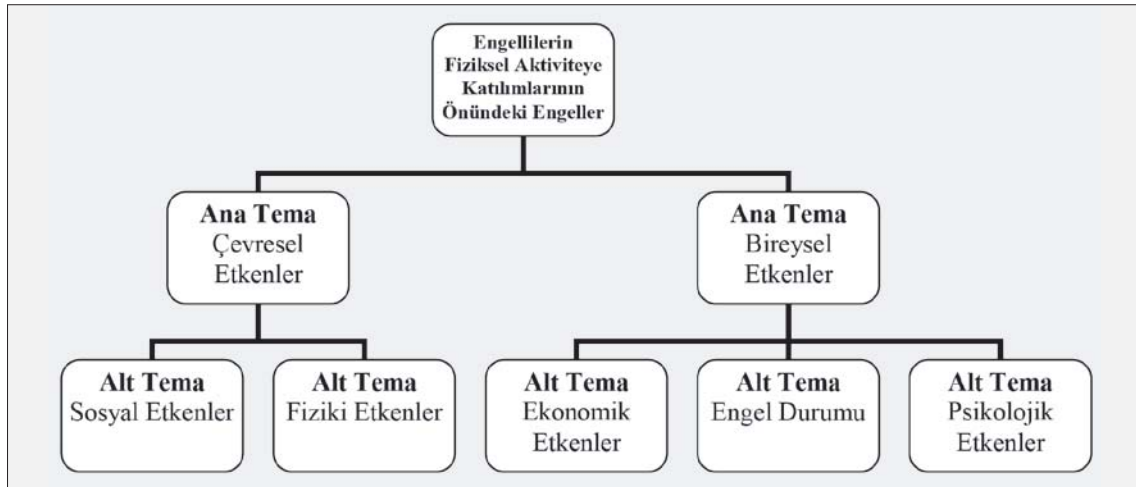 Engellilerin
Fiziksel Aktiviteye
Katılımlarının
Önündeki Engeller
Ana Tema
Çevresel
Etkenler
Ana Tema
Bireysel
Etkenler
Alt Tema
Sosyal Etkenler
Alt Tema
Fiziki Etkenler
Alt Tema
Ekonomik
Etkenler
Alt Tema
Engel Durumu
Alt Tema
Psikolojik
Etkenler